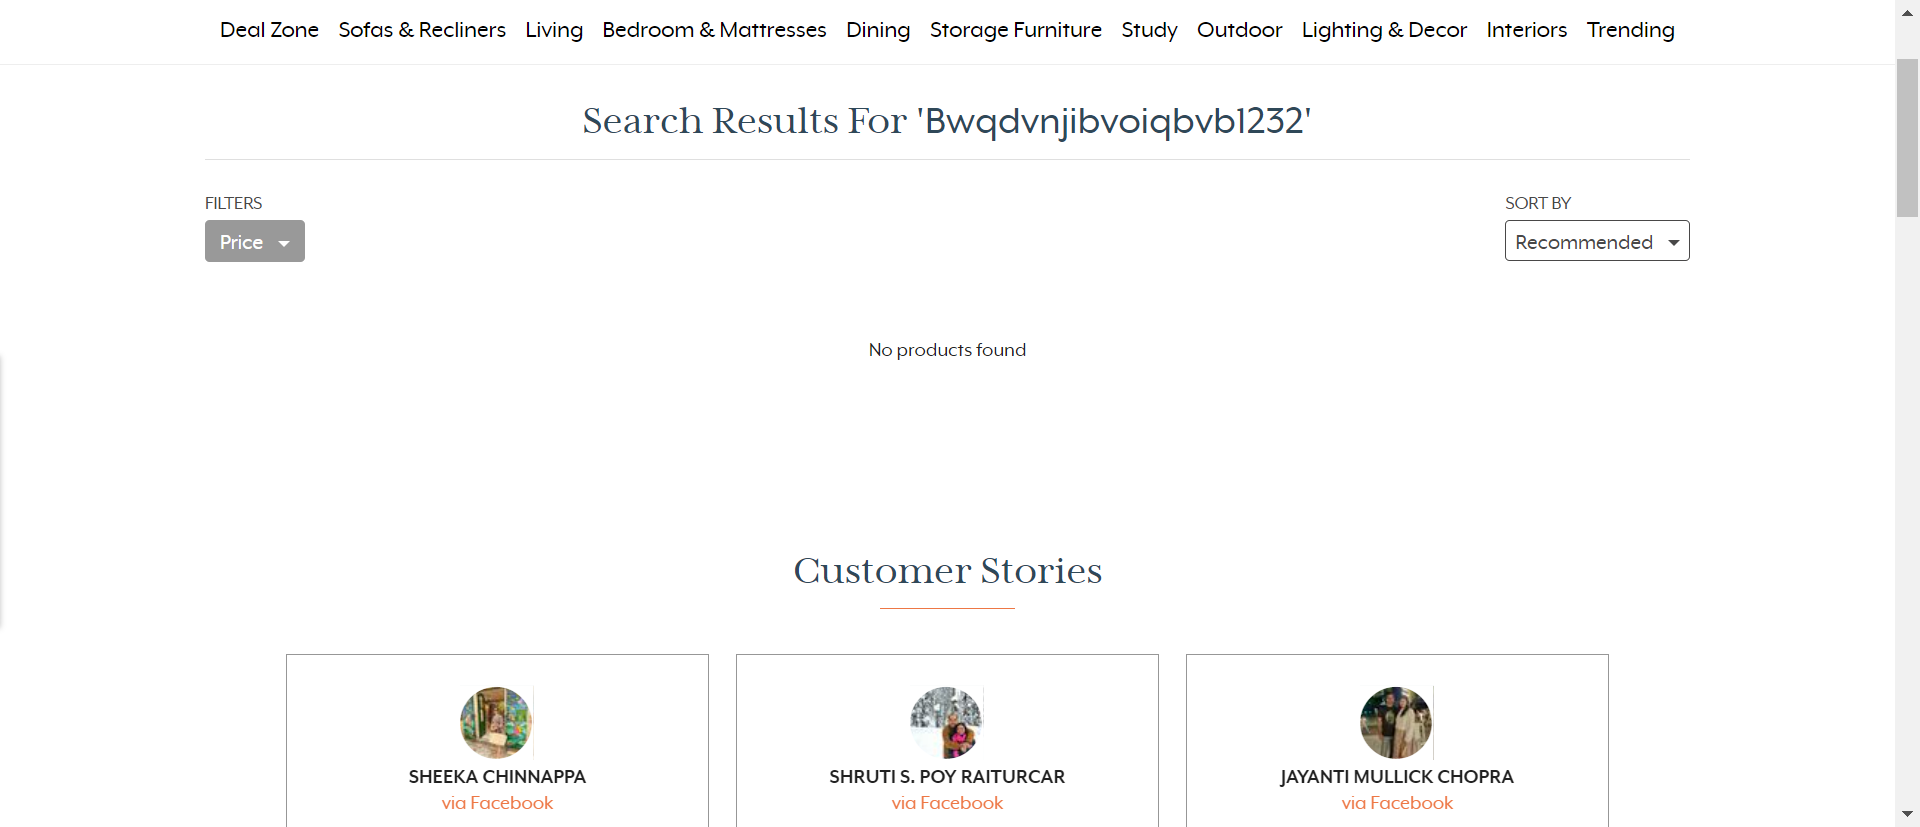 Deal Zone Sofas & Recliners Living Bedroom & Mattresses Dining Storage Furniture Study Outdoor Lighting & Decor Interiors Trending
Search Results For 'Bwqdvnjibvoiqbvb1232'
FILTERS
Price
SORT BY
Recommended
No products found
Customer Stories
SHEEKA CHINNAPPA
via Facebook
SHRUTI S. POY RAITURCAR
via Facebook
JAYANTI MULLICK CHOPRA
via Facebook